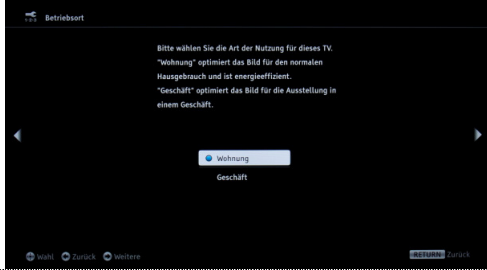 Betriebsort
Bitte wählen Sie die Art der Nutzung für dieses TV.
"Wohnung" optimiert das Bild für den normalen
Hausgebrauch und ist energieeffizient.
"Geschäft" optimiert das Bild für die Ausstellung in
einem Geschäft.
Wohnung
Geschäft
Wahl Zurück Weitere RETURN Zurück